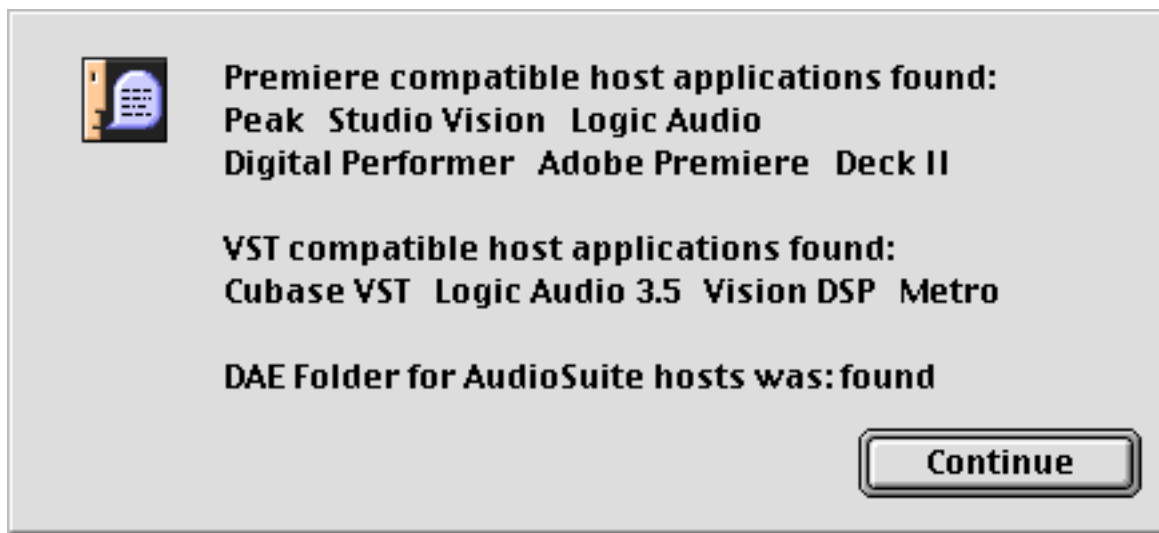 Premiere compatible host applications found:
Peak Studio Vision Logic Audio
Digital Performer Adobe Premiere Deck II
VST compatible host applications found:
Cubase VST Logic Audio 3.5 Vision DSP Metro
DAE Folder for AudioSuite hosts was: found
Continue